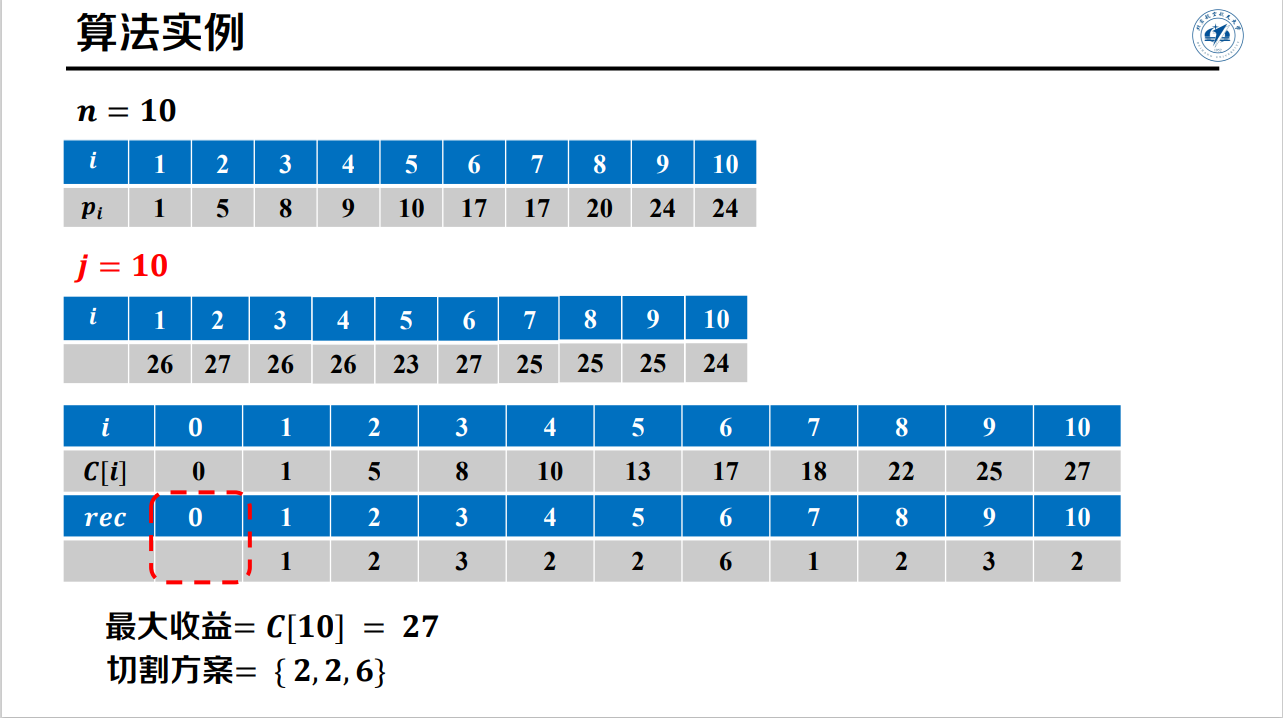 算法实例
n = 10
i 1 2 3 4 5 6 7 8 9 10
p_i 1 5 8 9 10 17 17 20 24 24
j = 10
i 1 2 3 4 5 6 7 8 9 10
26 27 26 26 23 27 25 25 25 24
i 0 1 2 3 4 5 6 7 8 9 10
C[i] 0 1 5 8 10 13 17 18 22 25 27
rec 0 1 2 3 4 5 6 7 8 9 10
1 2 3 2 2 6 1 2 3 2
最大收益= C[10] = 27
切割方案= { 2, 2, 6}